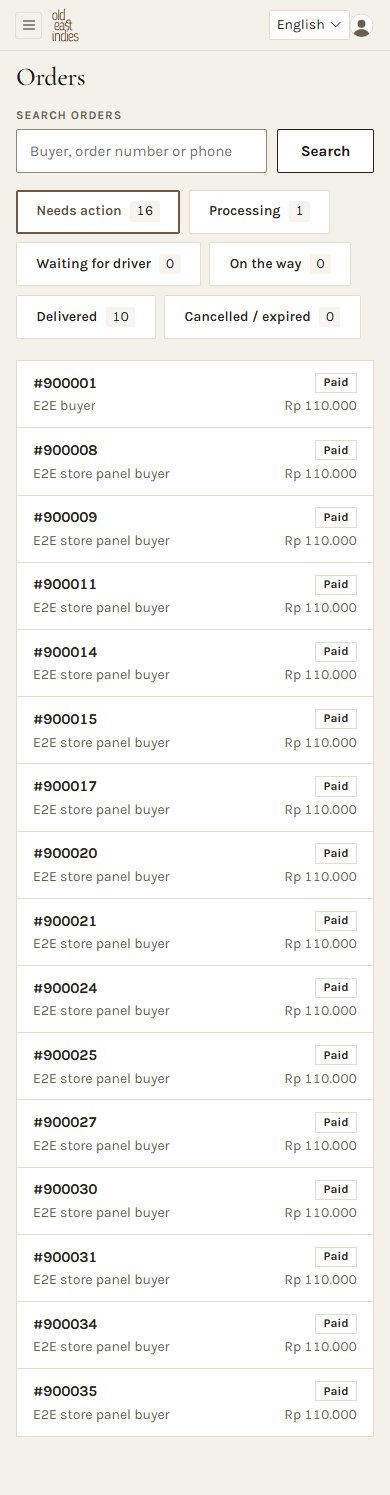 old
east
indies
English
Orders
SEARCH ORDERS
Buyer, order number or phone
Search
Needs action 16
Processing 1
Waiting for driver 0
On the way 0
Delivered 10
Cancelled / expired 0
#900001 Paid
E2E buyer Rp 110.000
#900008 Paid
E2E store panel buyer Rp 110.000
#900009 Paid
E2E store panel buyer Rp 110.000
#900011 Paid
E2E store panel buyer Rp 110.000
#900014 Paid
E2E store panel buyer Rp 110.000
#900015 Paid
E2E store panel buyer Rp 110.000
#900017 Paid
E2E store panel buyer Rp 110.000
#900020 Paid
E2E store panel buyer Rp 110.000
#900021 Paid
E2E store panel buyer Rp 110.000
#900024 Paid
E2E store panel buyer Rp 110.000
#900025 Paid
E2E store panel buyer Rp 110.000
#900027 Paid
E2E store panel buyer Rp 110.000
#900030 Paid
E2E store panel buyer Rp 110.000
#900031 Paid
E2E store panel buyer Rp 110.000
#900034 Paid
E2E store panel buyer Rp 110.000
#900035 Paid
E2E store panel buyer Rp 110.000